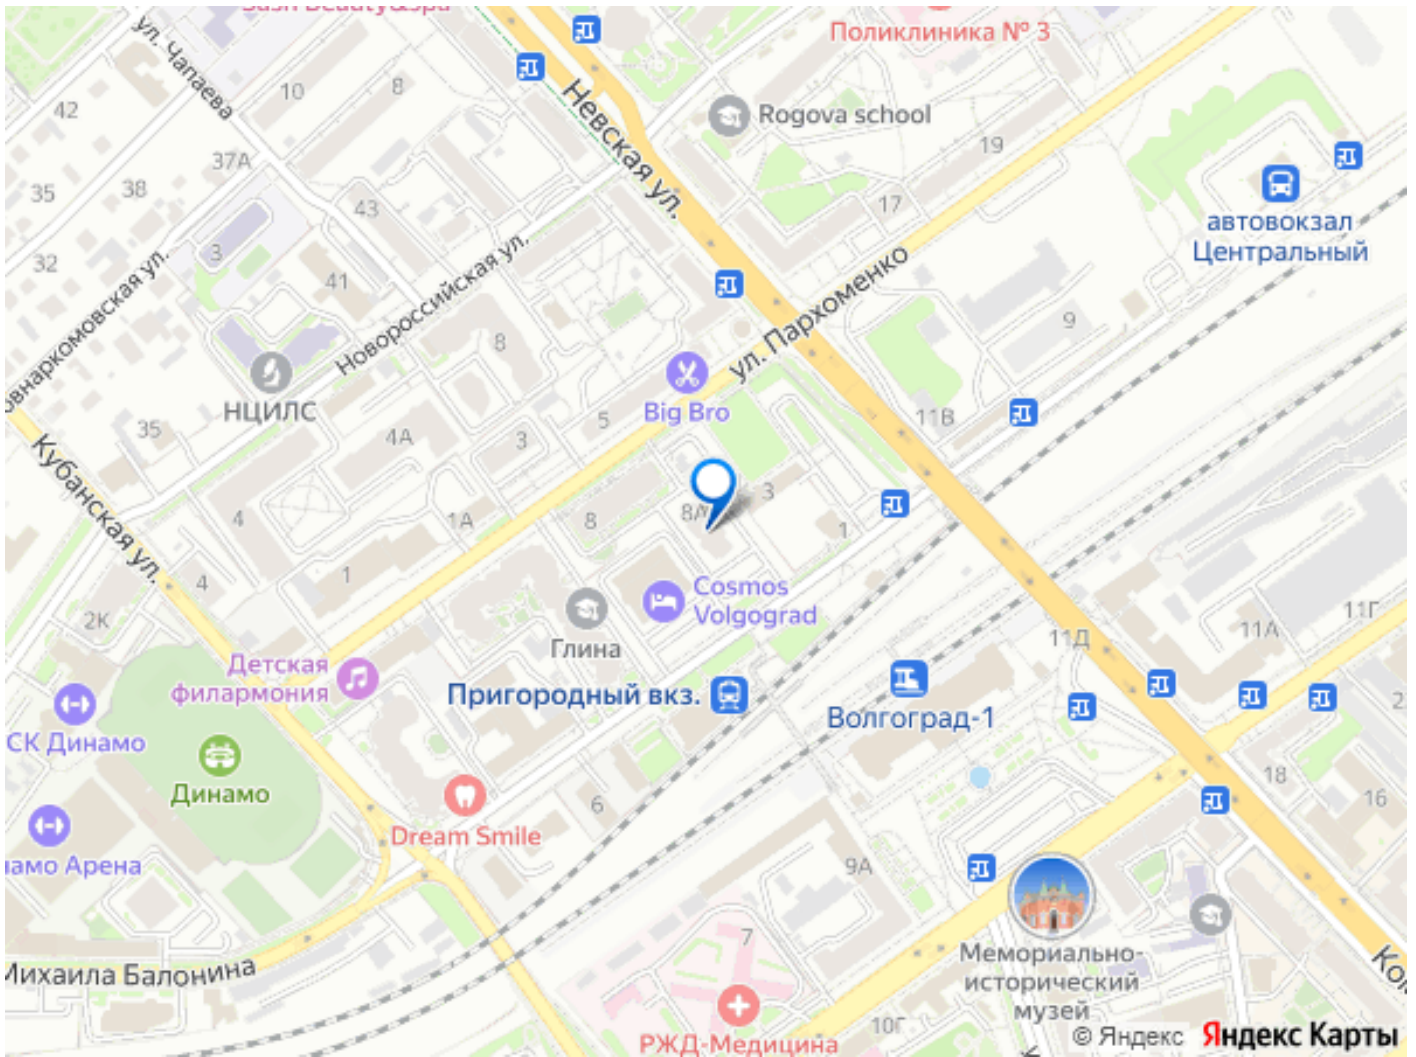 Sash Beauty&Spa
Поликлиника № 3
ул. Чапаева
10
8
42
Невская ул.
Rogova school
19
37А
35
38
43
17
автовокзал
Центральный
3
32
41
Новороссийская ул.
ул. Пархоменко
9
8
НЦИЛС
Big Bro
5
11В
35
4А
3
Кубанская ул.
3
8А
4
1А
8
1
1
4
Cosmos
Volgograd
2К
11Г
11А
11Д
Глина
Детская
филармония
Пригородный вкз.
Волгоград-1
СК Динамо
Динамо
18
16
6
Dream Smile
9А
7
Михаила Балонина
Мемориально-
исторический
музей
10Г
РЖД-Медицина
© Яндекс Яндекс Карты